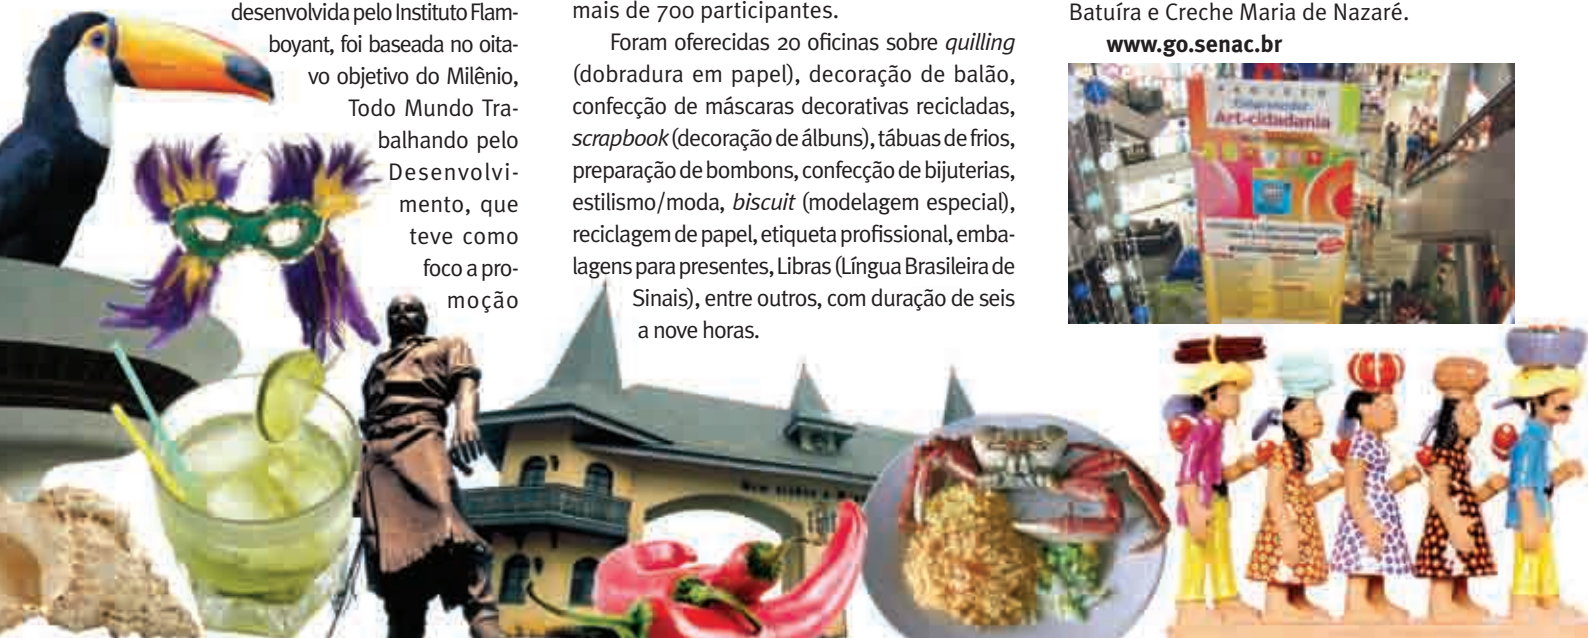 desenvolvida pelo Instituto Flam-
boyant, foi baseada no oita-
vo objetivo do Milênio,
Todo Mundo Tra-
balhando pelo
Desenvolvi-
mento, que
teve como
foco a pro-
moção
mais de 700 participantes.
Foram oferecidas 20 oficinas sobre quilling
(dobradura em papel), decoração de balão,
confecção de máscaras decorativas recicladas,
scrapbook (decoração de álbuns), tábuas de frios,
preparação de bombons, confecção de bijuterias,
estilismo/moda, biscuit (modelagem especial),
reciclagem de papel, etiqueta profissional, emba-
lagens para presentes, Libras (Língua Brasileira de
Sinais), entre outros, com duração de seis
a nove horas.
Batuíra e Creche Maria de Nazaré.
www.go.senac.br
Art-cidadania